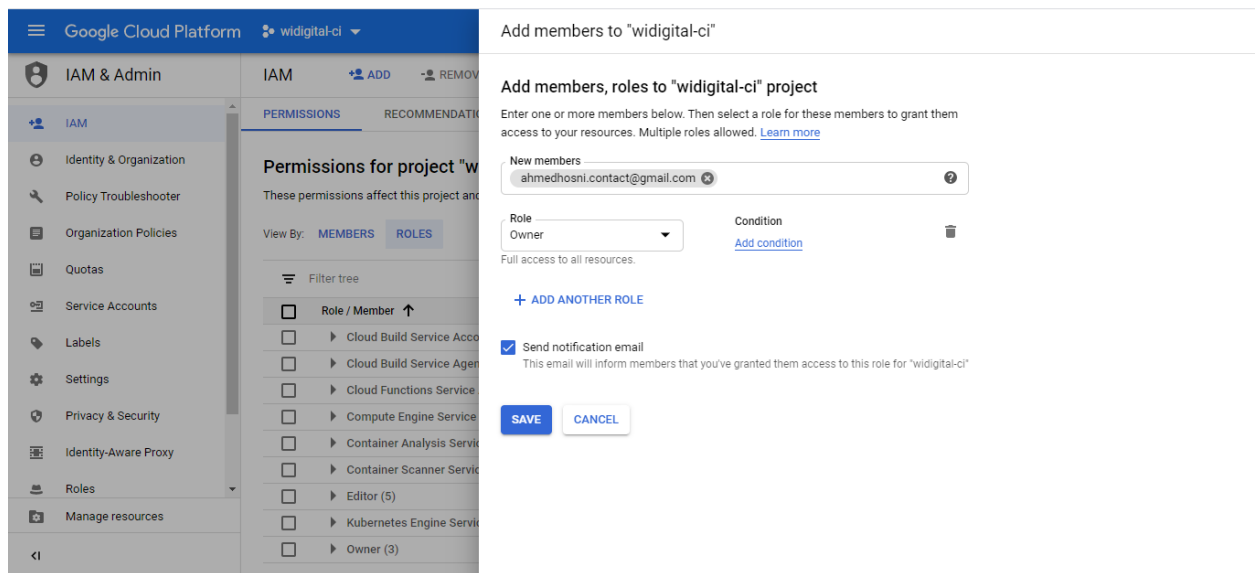 Google Cloud Platform
widigital-ci
IAM & Admin
IAM
Identity & Organization
Policy Troubleshooter
Organization Policies
Quotas
Service Accounts
Labels
Settings
Privacy & Security
Identity-Aware Proxy
Roles
Manage resources
IAM
ADD
REMOV
PERMISSIONS
RECOMMENDATI
Permissions for project "w
These permissions affect this project and
View By: MEMBERS ROLES
Filter tree
Role / Member
Cloud Build Service Acco
Cloud Build Service Agen
Cloud Functions Service
Compute Engine Service
Container Analysis Servi
Container Scanner Servic
Editor (5)
Kubernetes Engine Servi
Owner (3)
Add members to "widigital-ci"
Add members, roles to "widigital-ci" project
Enter one or more members below. Then select a role for these members to grant them
access to your resources. Multiple roles allowed. Learn more
New members
ahmedhosni.contact@gmail.com
Role
Owner
Condition
Add condition
Full access to all resources.
ADD ANOTHER ROLE
Send notification email
This email will inform members that you've granted them access to this role for "widigital-ci"
SAVE
CANCEL